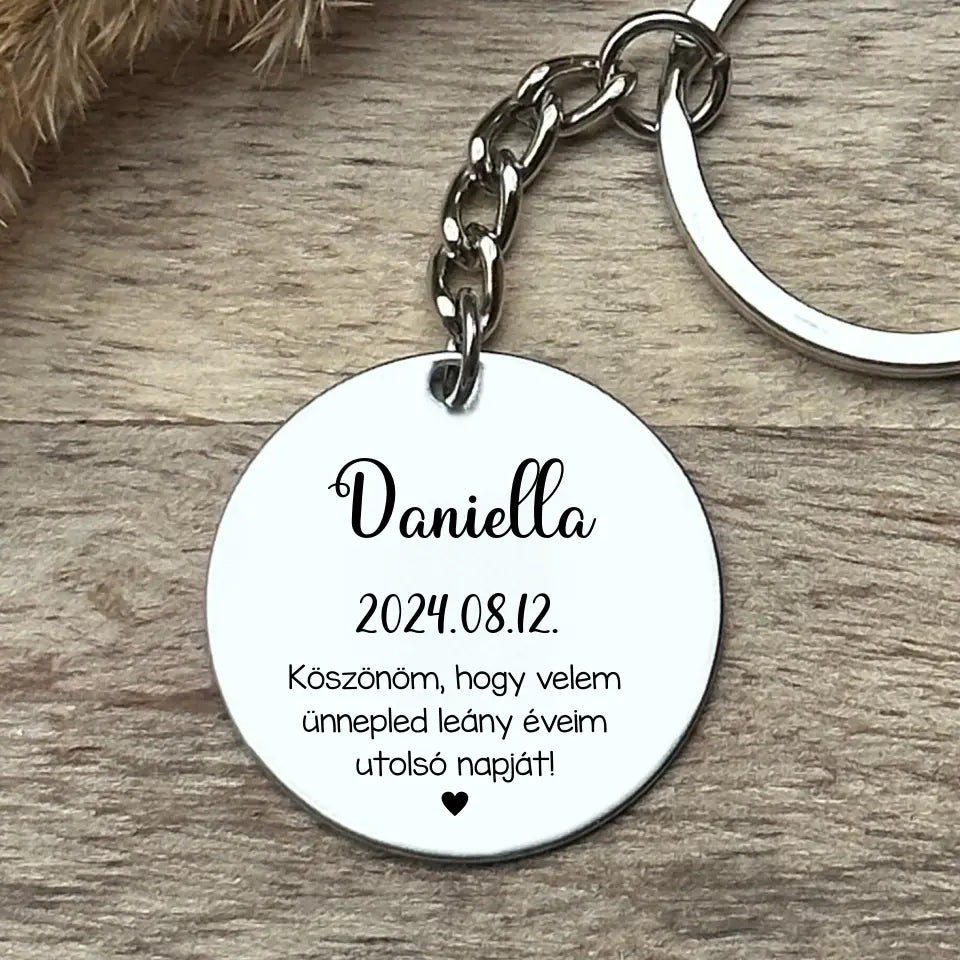 Daniella
2024.08.12.
Köszönöm, hogy velem
ünnepled leány éveim
utolsó napját!